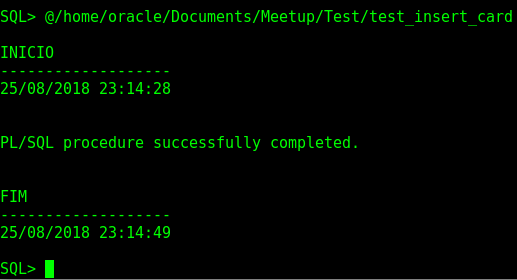 SQL> @/home/oracle/Documents/Meetup/Test/test_insert_card
INICIO
-------------------
25/08/2018 23:14:28
PL/SQL procedure successfully completed.
FIM
-------------------
25/08/2018 23:14:49
SQL>